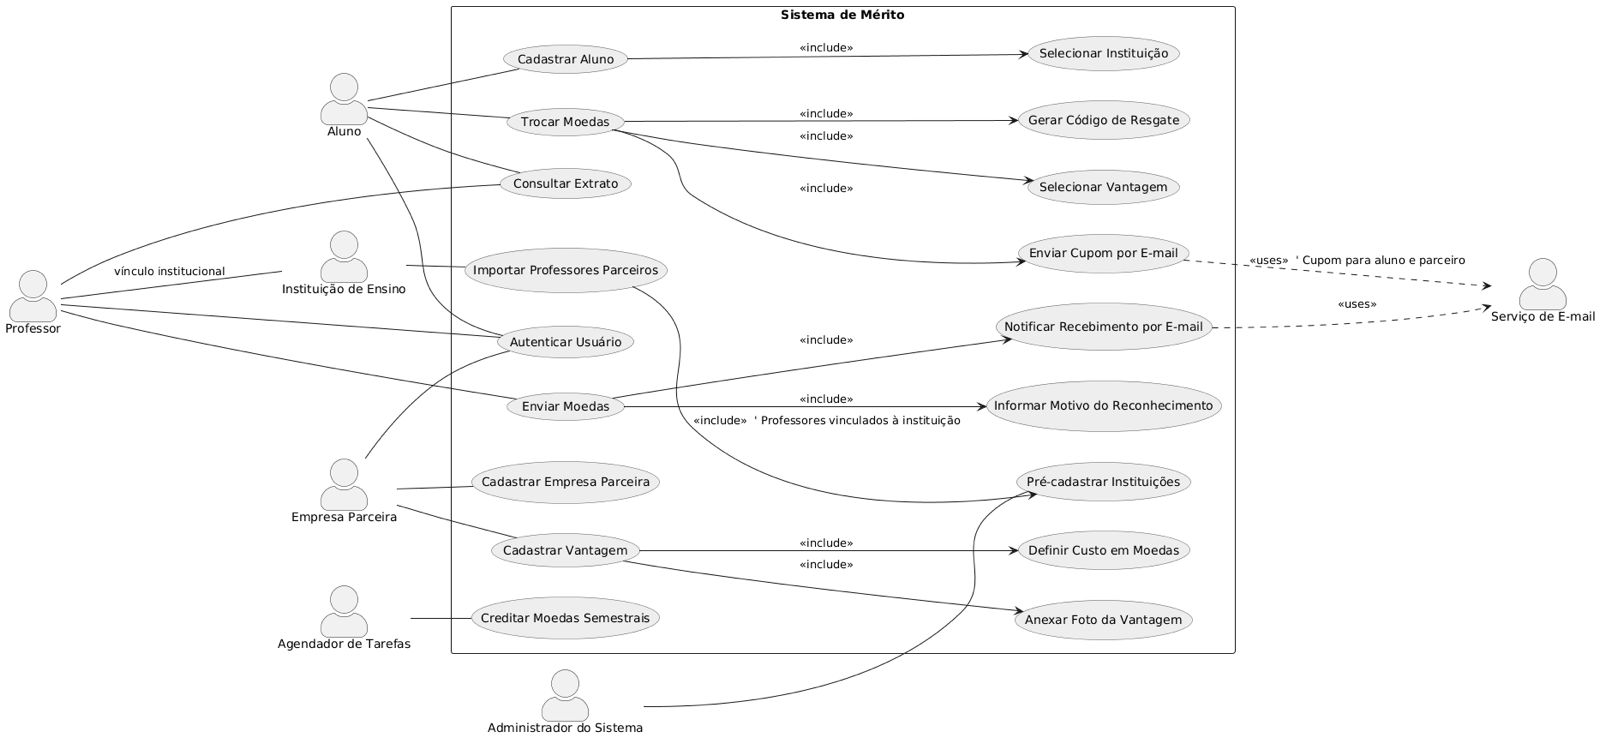 Sistema de Mérito
Cadastrar Aluno
«include»
Selecionar Instituição
Aluno
Trocar Moedas
«include»
Gerar Código de Resgate
«include»
Consultar Extrato
«include»
Selecionar Vantagem
Enviar Cupom por E-mail
«uses» ' Cupom para aluno e parceiro
vínculo institucional
Instituição de Ensino
Importar Professores Parceiros
Professor
Serviço de E-mail
«uses»
Notificar Recebimento por E-mail
Autenticar Usuário
«include»
Enviar Moedas
«include»
Informar Motivo do Reconhecimento
«include» ' Professores vinculados à instituição
Empresa Parceira
Cadastrar Empresa Parceira
Pré-cadastrar Instituições
Cadastrar Vantagem
«include»
Definir Custo em Moedas
«include»
Agendador de Tarefas
Creditar Moedas Semestrais
Anexar Foto da Vantagem
Administrador do Sistema